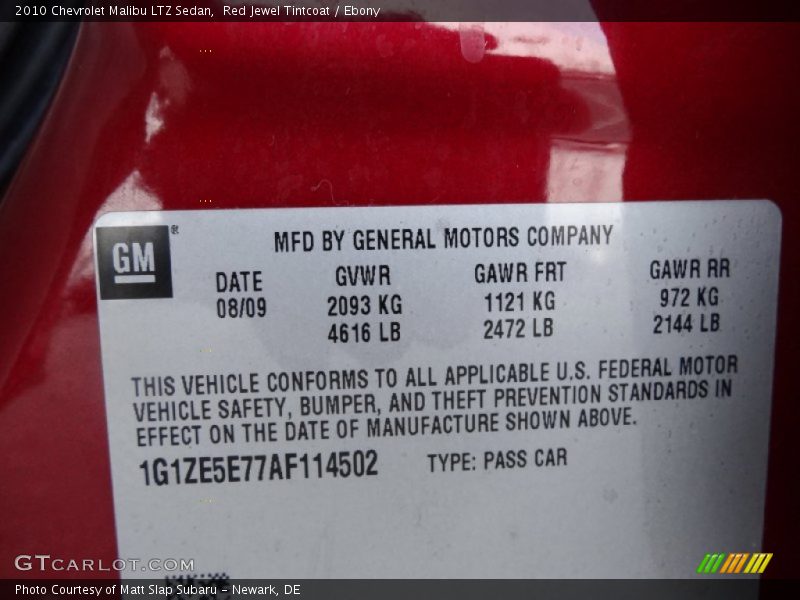 2010 Chevrolet Malibu LTZ Sedan, Red Jewel Tintcoat / Ebony
GM®
MFD BY GENERAL MOTORS COMPANY
DATE GVWR GAWR FRT GAWR RR
08/09 2093 KG 1121 KG 972 KG
4616 LB 2472 LB 2144 LB
THIS VEHICLE CONFORMS TO ALL APPLICABLE U.S. FEDERAL MOTOR
VEHICLE SAFETY, BUMPER, AND THEFT PREVENTION STANDARDS IN
EFFECT ON THE DATE OF MANUFACTURE SHOWN ABOVE.
1G1ZE5E77AF114502 TYPE: PASS CAR
GTCARLOT.COM
Photo Courtesy of Matt Slap Subaru - Newark, DE